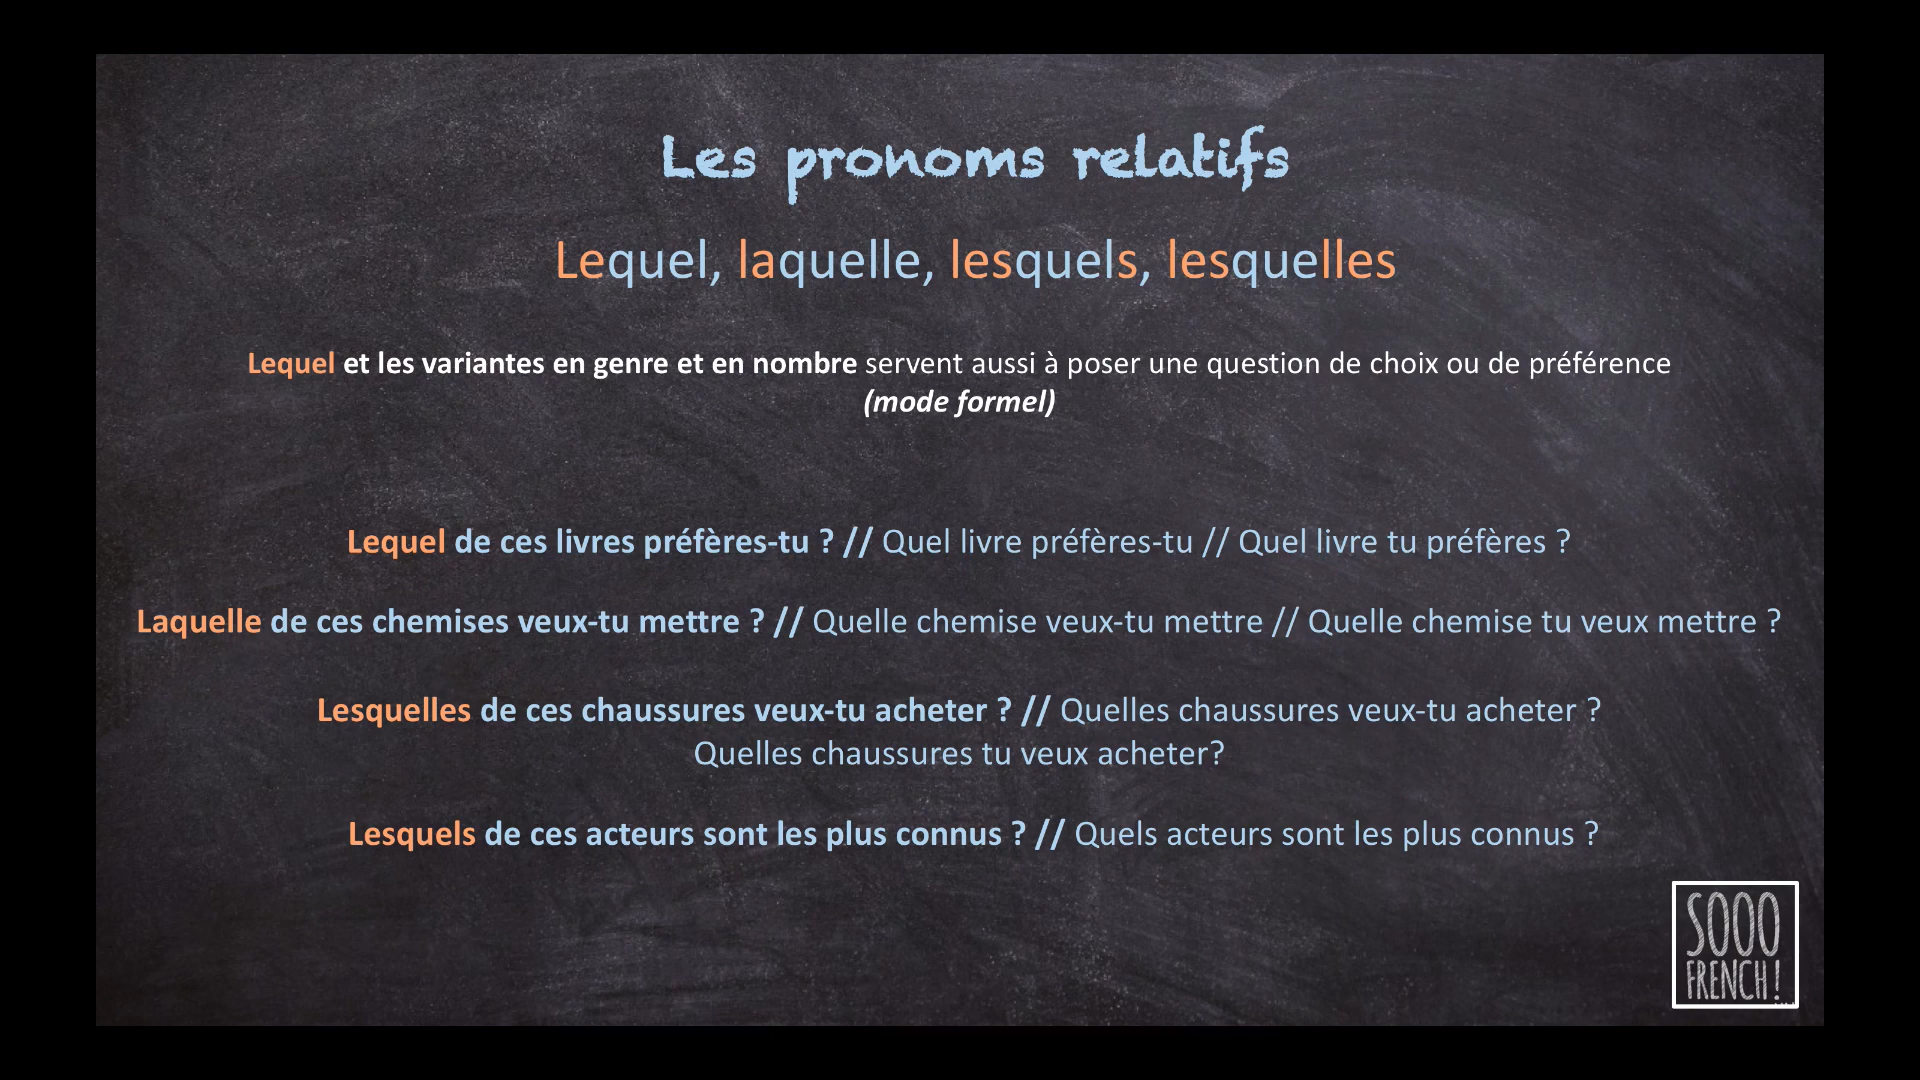 Les pronoms relatifs
Lequel, laquelle, lesquels, lesquelles
Lequel et les variantes en genre et en nombre servent aussi à poser une question de choix ou de préférence
(mode formel)
Lequel de ces livres préfères-tu ? // Quel livre préfères-tu // Quel livre tu préfères ?
Laquelle de ces chemises veux-tu mettre ? // Quelle chemise veux-tu mettre // Quelle chemise tu veux mettre ?
Lesquelles de ces chaussures veux-tu acheter ? // Quelles chaussures veux-tu acheter ?
Quelles chaussures tu veux acheter?
Lesquels de ces acteurs sont les plus connus ? // Quels acteurs sont les plus connus ?
SOOO
FRENCH!